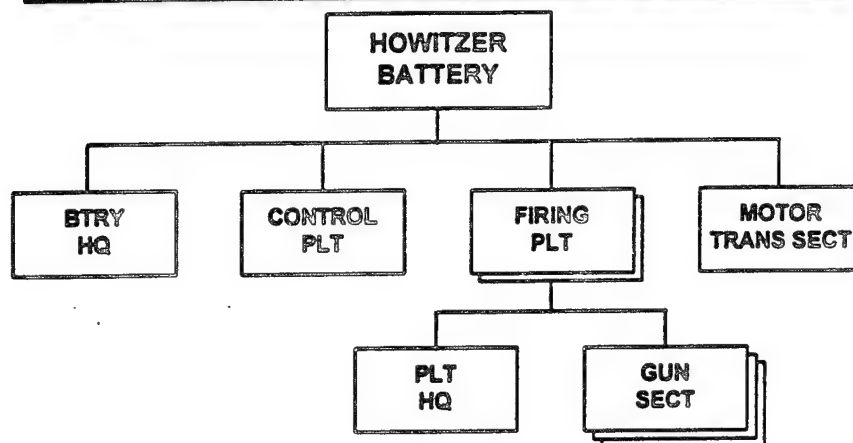 HOWITZER
BATTERY
BTRY
HQ
CONTROL
PLT
FIRING
PLT
MOTOR
TRANS SECT
PLT
HQ
GUN
SECT